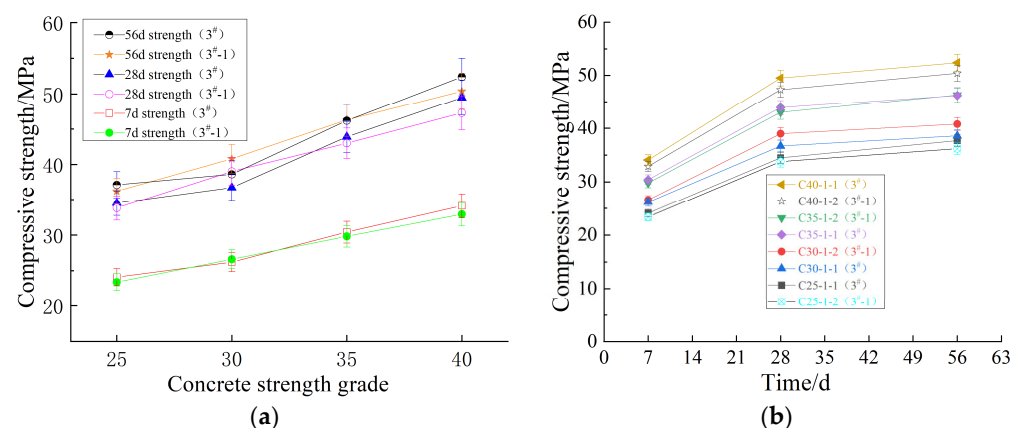 60
50
40
30
20
25
30
35
40
Compressive strength/MPa
Concrete strength grade
56d strength（3#）
56d strength（3#-1）
28d strength（3#）
28d strength（3#-1）
7d strength（3#）
7d strength（3#-1）
(a)
60
50
40
30
20
10
0
0
7
14
21
28
35
42
49
56
63
Compressive strength/MPa
Time/d
C40-1-1（3#）
C40-1-2（3#-1）
C35-1-2（3#-1）
C35-1-1（3#）
C30-1-2（3#-1）
C30-1-1（3#）
C25-1-1（3#）
C25-1-2（3#-1）
(b)